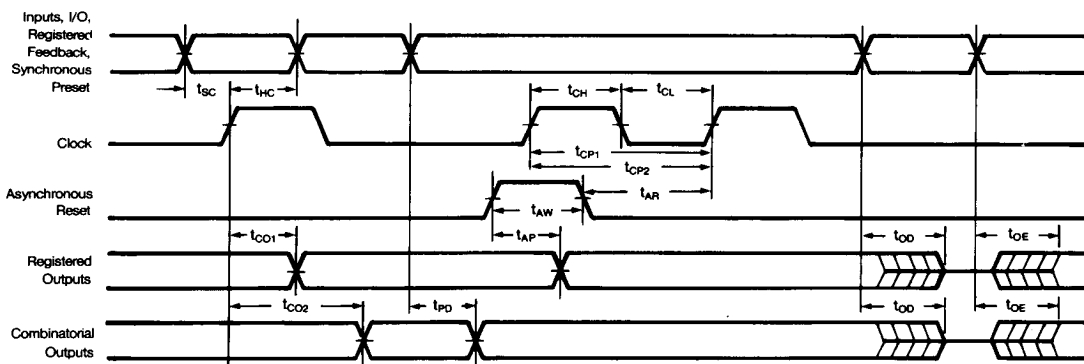 Inputs, I/O,
Registered
Feedback,
Synchronous
Preset
tSC
tHC
tCH
tCL
Clock
tCP1
tCP2
tAR
Asynchronous
Reset
tAW
tAP
tCO1
tOD
tOE
Registered
Outputs
tCO2
tPD
tOD
tOE
Combinatorial
Outputs